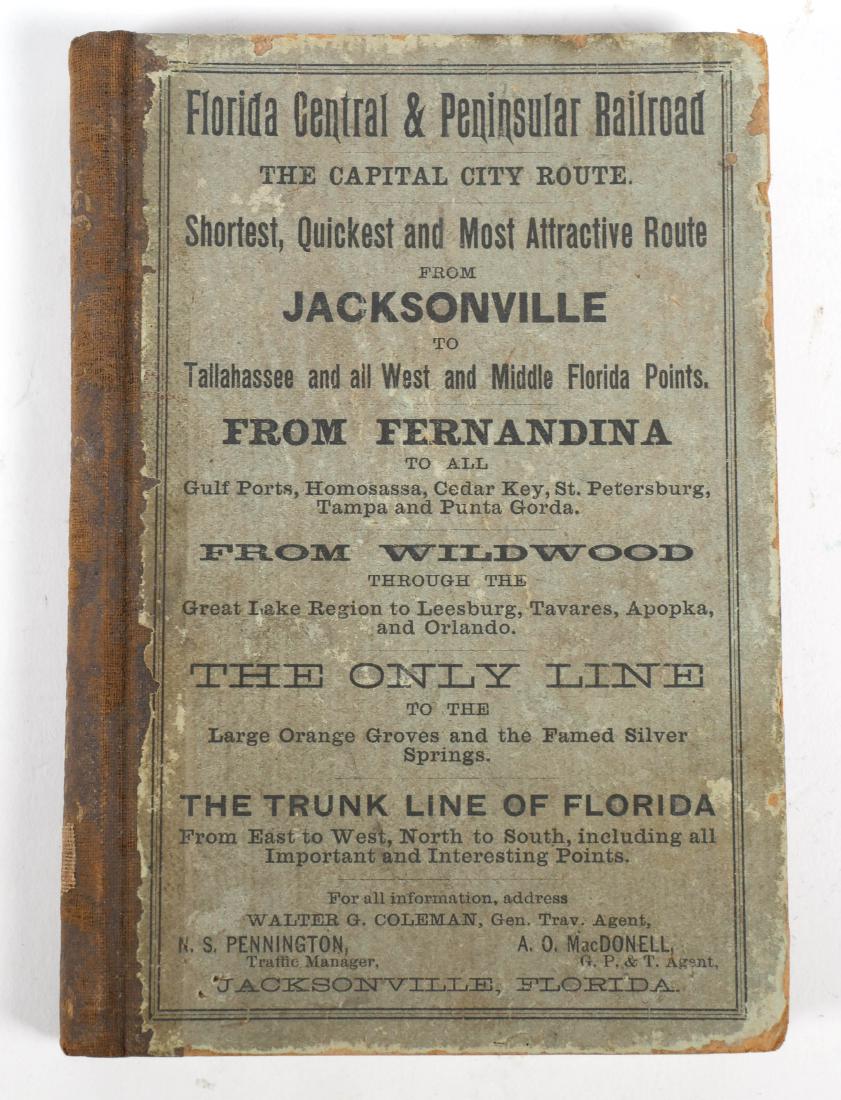 Florida Central & Peninsular Railroad
THE CAPITAL CITY ROUTE.
Shortest, Quickest and Most Attractive Route
FROM
JACKSONVILLE
TO
Tallahassee and all West and Middle Florida Points.
FROM FERNANDINA
TO ALL
Gulf Ports, Homosassa, Cedar Key, St. Petersburg,
Tampa and Punta Gorda.
FROM WILDWOOD
THROUGH THE
Great Lake Region to Leesburg, Tavares, Apopka,
and Orlando.
THE ONLY LINE
TO THE
Large Orange Groves and the Famed Silver
Springs.
THE TRUNK LINE OF FLORIDA
From East to West, North to South, including all
Important and Interesting Points.
For all information, address
WALTER G. COLEMAN, Gen. Trav. Agent,
N. S. PENNINGTON, A. O. MacDONELL,
Traffic Manager, G. P. & T. Agent,
JACKSONVILLE, FLORIDA.